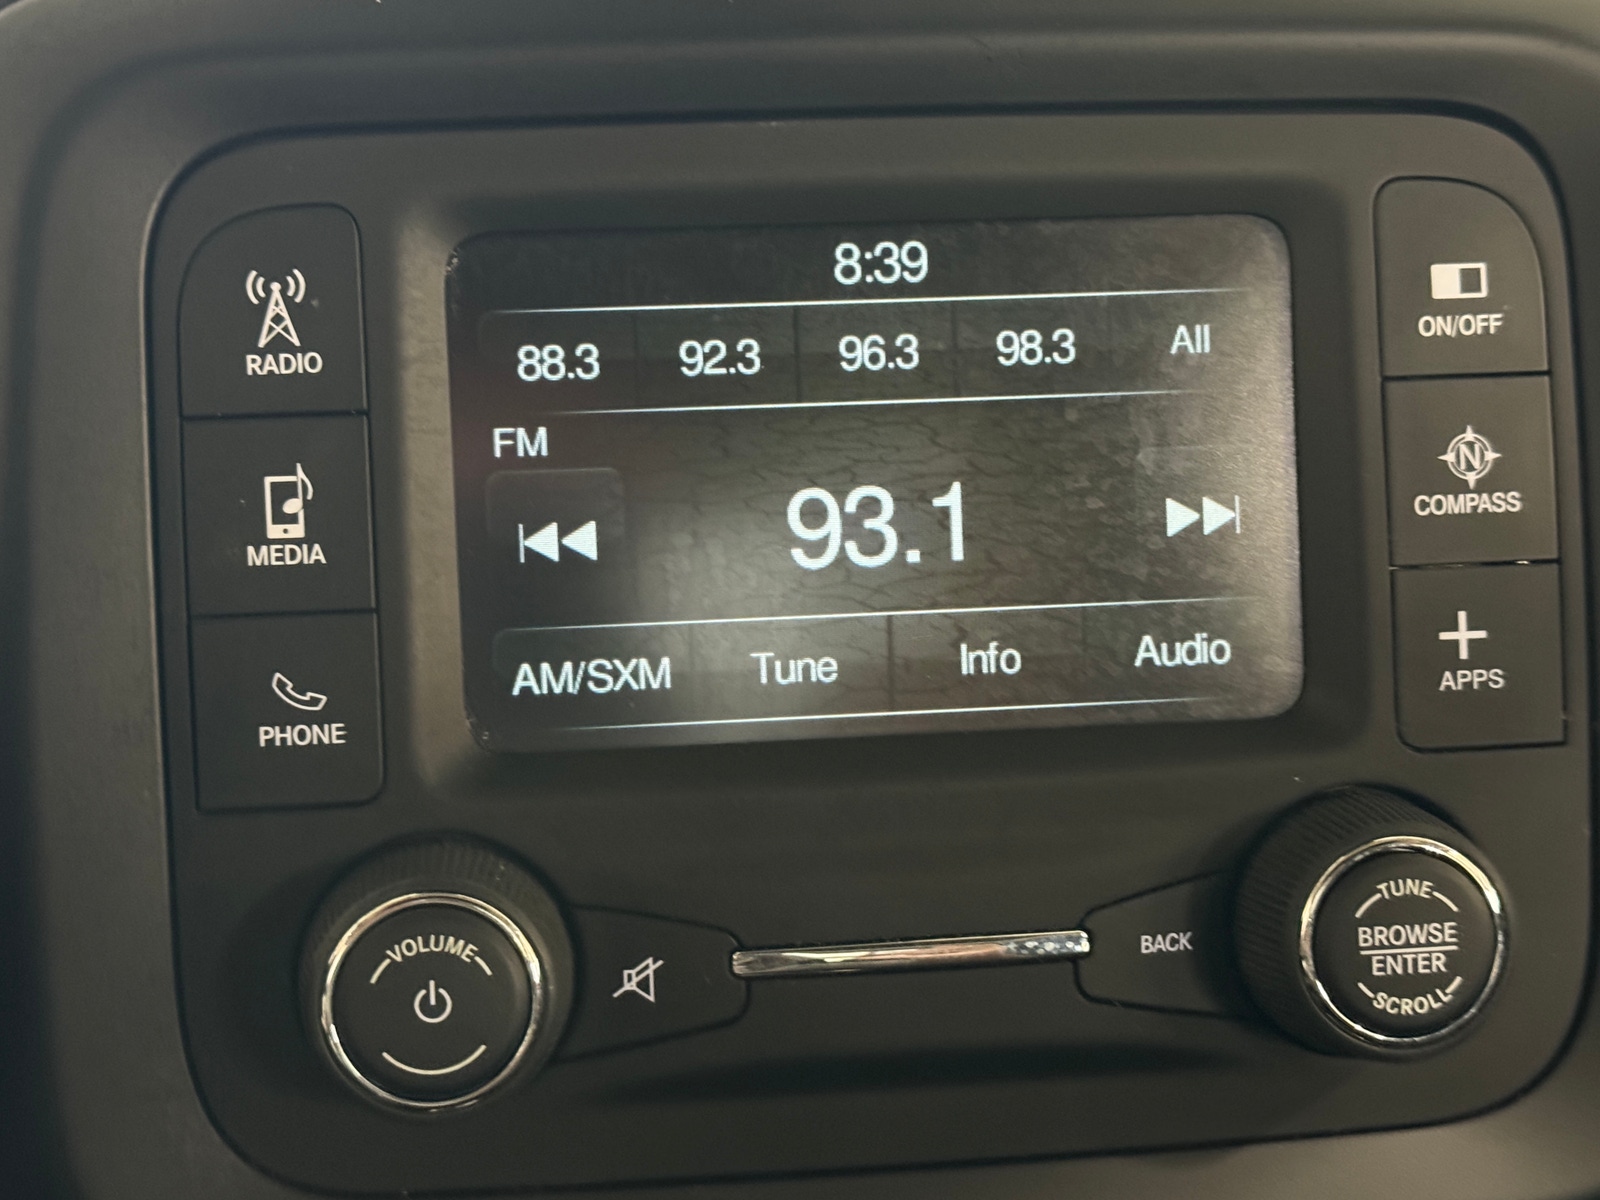 8:39
88.3 92.3 96.3 98.3 All
FM
93.1
AM/SXM Tune Info Audio
RADIO
MEDIA
PHONE
ON/OFF
N
COMPASS
APPS
VOLUME
BACK
TUNE
BROWSE
ENTER
SCROLL